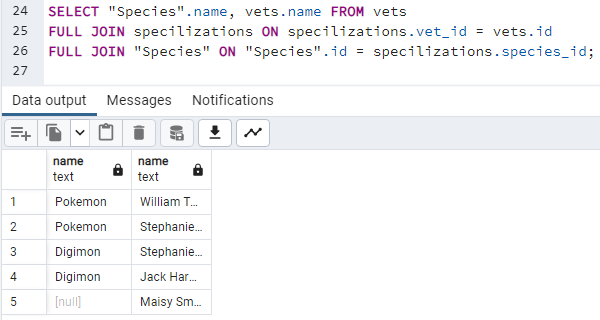 24 SELECT "Species".name, vets.name FROM vets
25 FULL JOIN specilizations ON specilizations.vet_id = vets.id
26 FULL JOIN "Species" ON "Species".id = specilizations.species_id;
27
Data output Messages Notifications
name name
text text
1 Pokemon William T...
2 Pokemon Stephanie...
3 Digimon Stephanie...
4 Digimon Jack Har...
5 [null] Maisy Sm...